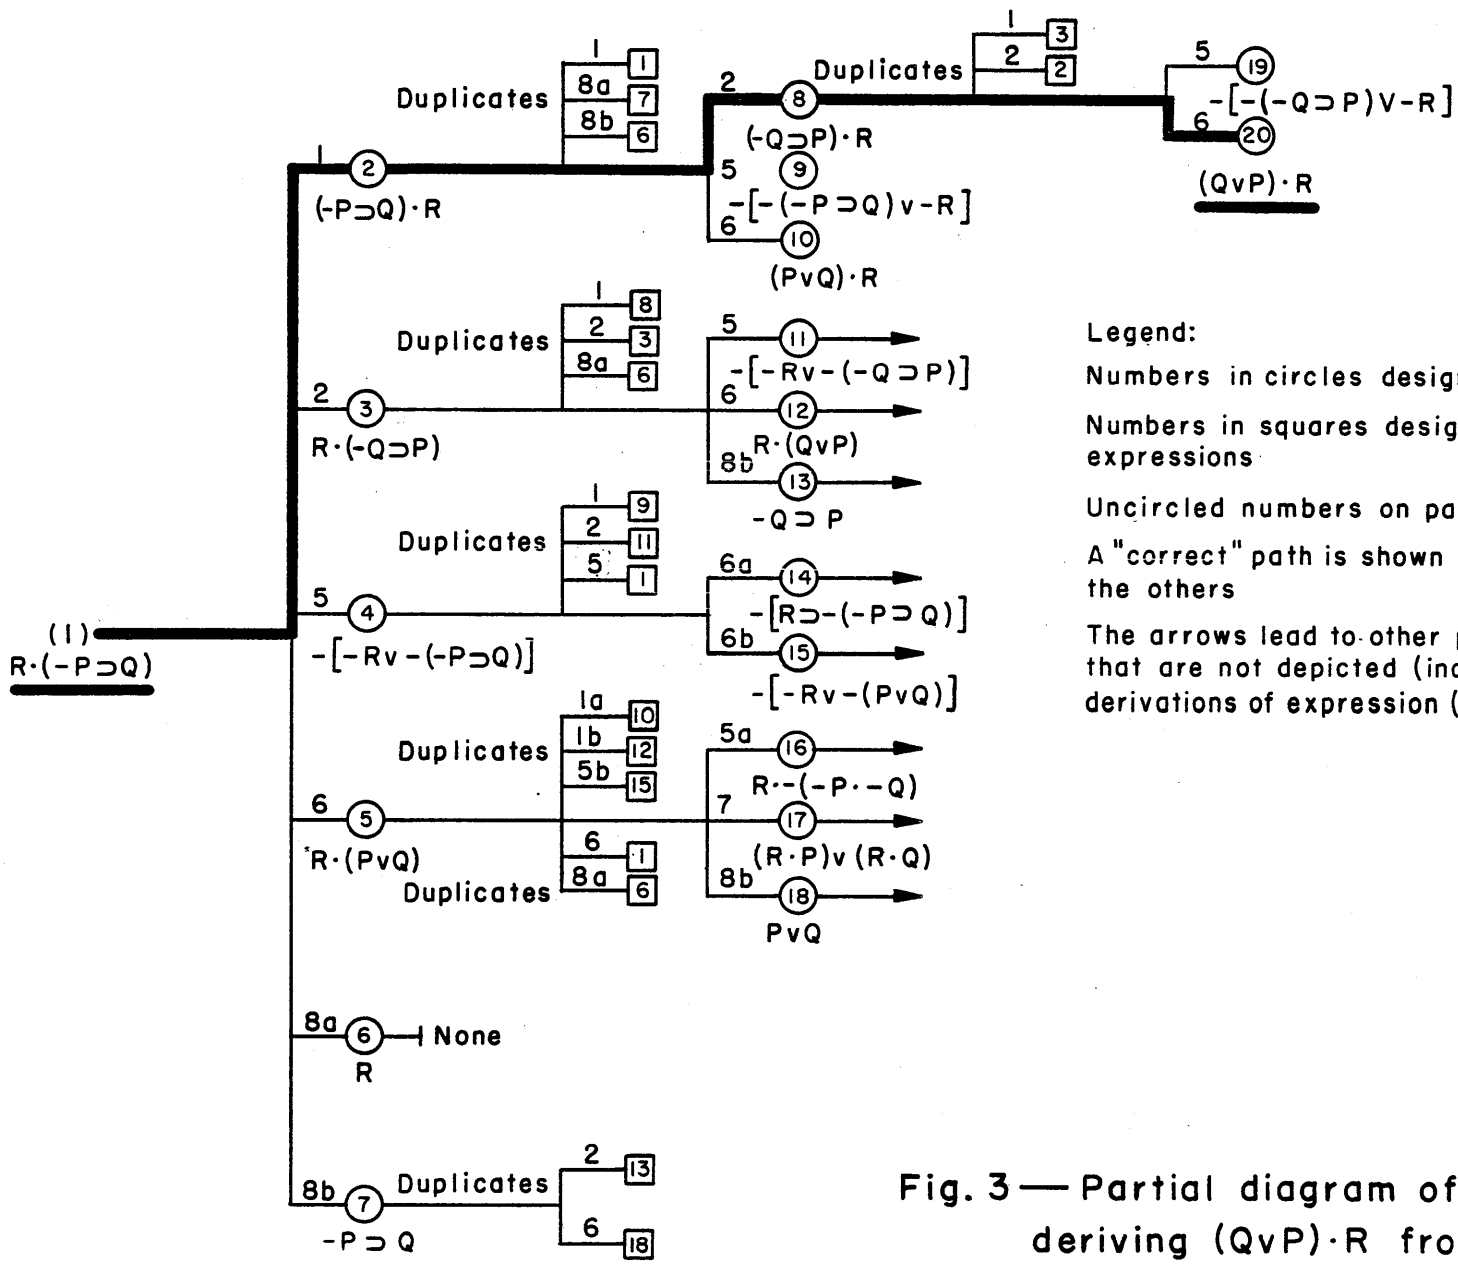 1 3
Duplicates 2 2
5 19
-[-(-Q⊃P)V-R]
6 20
(QvP)·R
1 1
Duplicates 8a 7
8b 6
2 8
(-Q⊃P)·R
5 9
-[-(-P⊃Q)v-R]
6 10
(PvQ)·R
1 2
(-P⊃Q)·R
1 8
Duplicates 2 3
8a 6
5 11
-[-Rv-(-Q⊃P)]
2 3
R·(-Q⊃P)
6 12
R·(QvP)
8b 13
-Q⊃P
1 9
Duplicates 2 11
5 1
5 4
-[-Rv-(-P⊃Q)]
6a 14
-[R⊃-(-P⊃Q)]
6b 15
-[-Rv-(PvQ)]
(1)
R·(-P⊃Q)
1a 10
Duplicates 1b 12
5b 15
6 5
R·(PvQ)
6 1
Duplicates 8a 6
5a 16
R·-(-P·-Q)
7 17
(R·P)v(R·Q)
8b 18
PvQ
8a 6 None
R
8b 7 Duplicates
-P⊃Q
2 13
6 18
Legend:
Numbers in circles desig
Numbers in squares desig
expressions
Uncircled numbers on pa
A "correct" path is shown
the others
The arrows lead to other p
that are not depicted (inc
derivations of expression (
Fig. 3 — Partial diagram of
deriving (QvP)·R fro